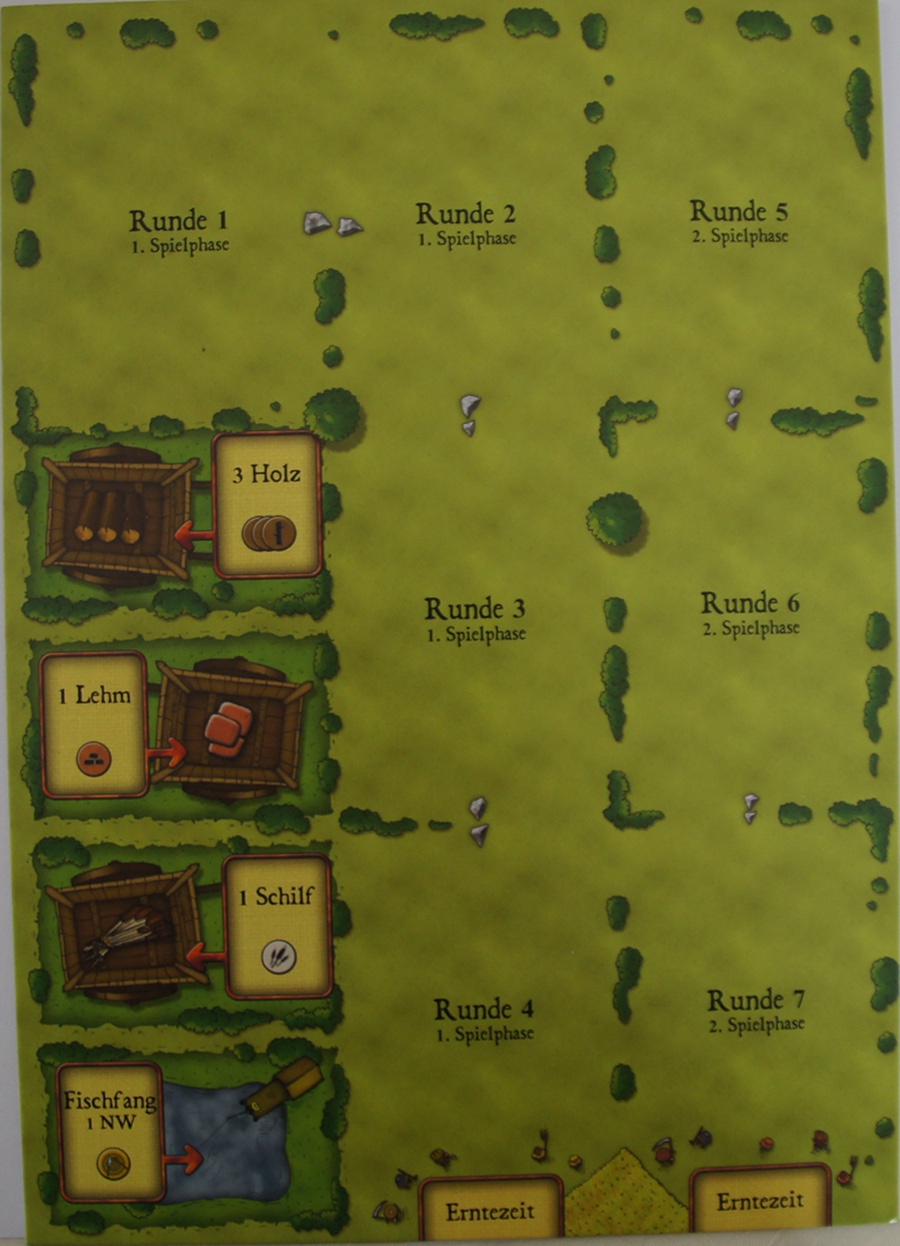 Runde 1
1. Spielphase
Runde 2
1. Spielphase
Runde 5
2. Spielphase
3 Holz
Runde 3
1. Spielphase
Runde 6
2. Spielphase
1 Lehm
1 Schilf
Runde 4
1. Spielphase
Runde 7
2. Spielphase
Fischfang
1 NW
Erntezeit
Erntezeit